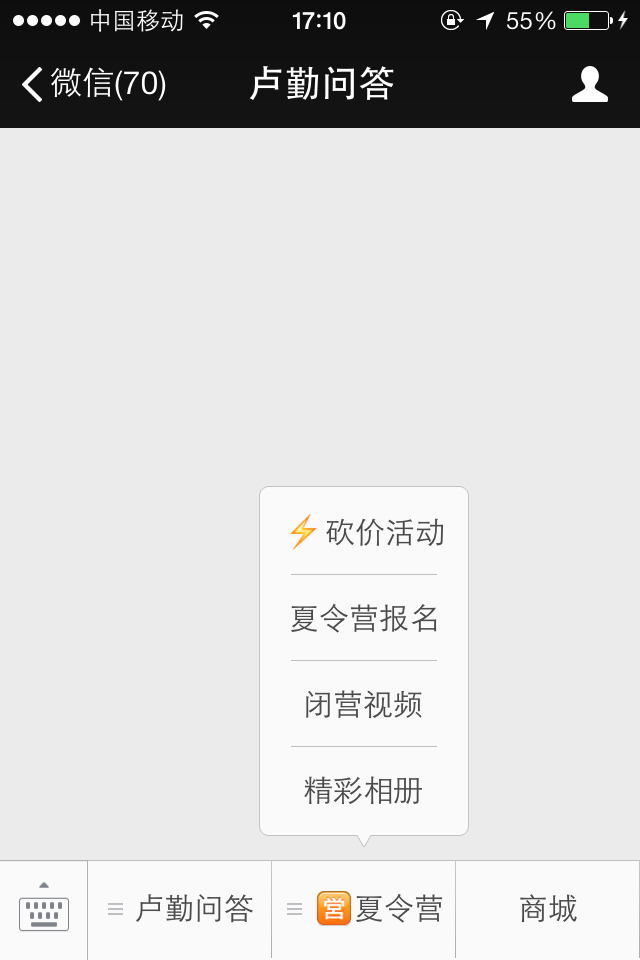 中国移动 17:10 55%
微信(70) 卢勤问答
⚡砍价活动
夏令营报名
闭营视频
精彩相册
卢勤问答 🈺夏令营 商城